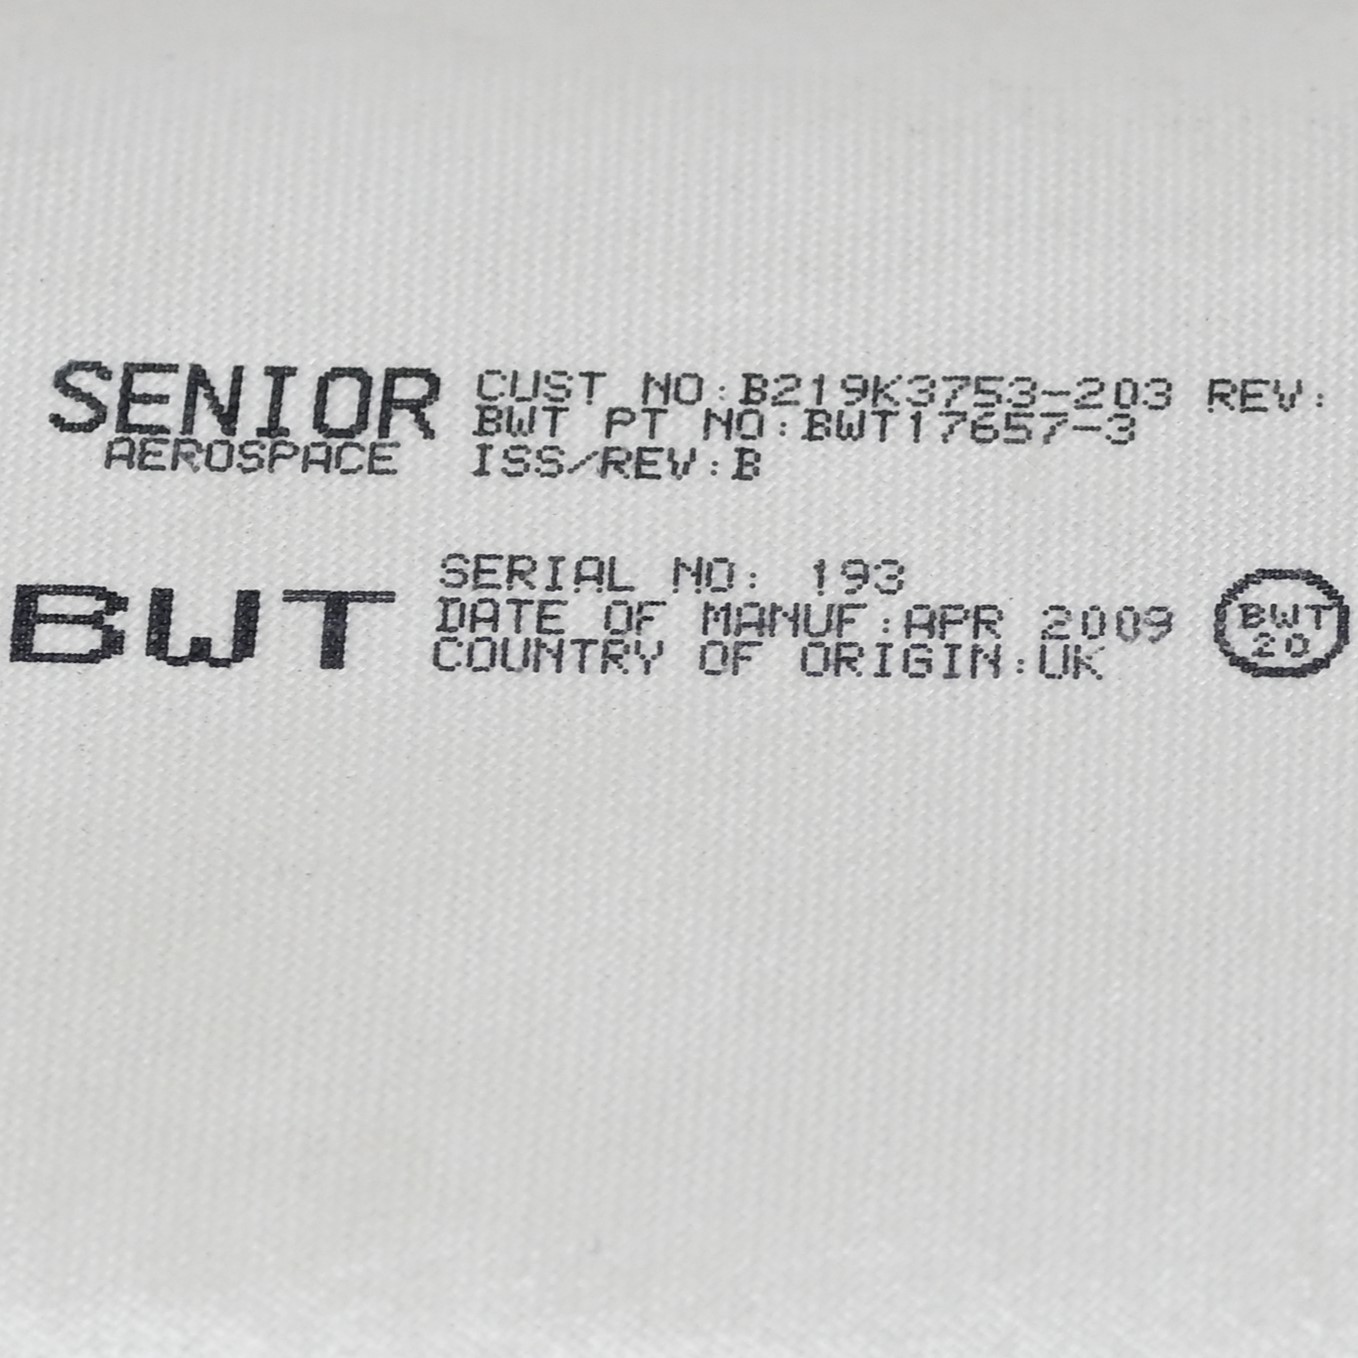 SENIOR
AEROSPACE
CUST NO:B219K3753-203 REV:
BWT PT NO:BWT17657-3
ISS/REV:B
BWT
SERIAL NO: 193
DATE OF MANUF:APR 2009
COUNTRY OF ORIGIN:UK
BWT
20